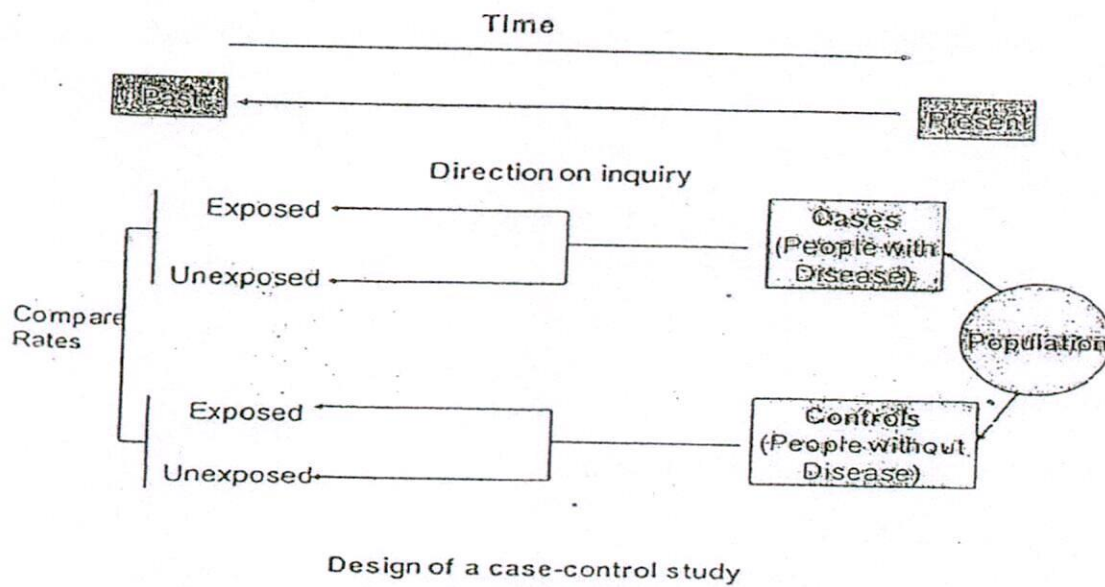 TIme
Past
Present
Direction on inquiry
Exposed
Unexposed
Cases
(People with
Disease)
Compare
Rates
Population
Exposed
Unexposed
Controls
(People without
Disease)
Design of a case-control study